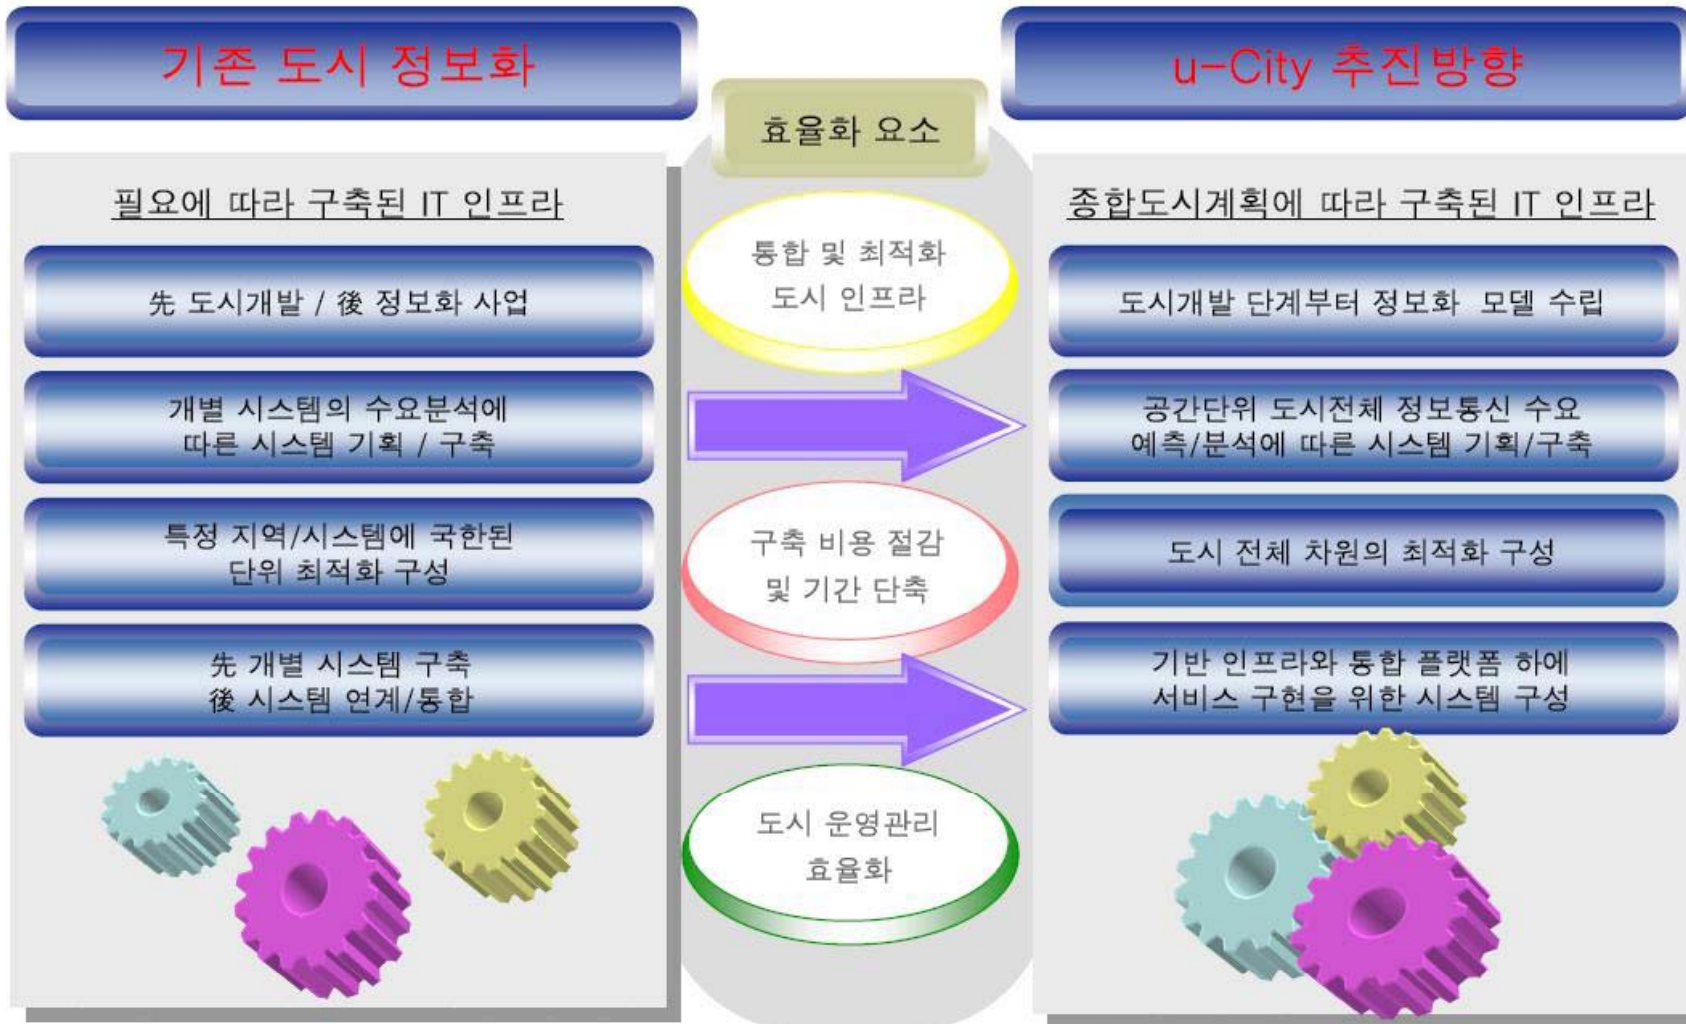 기존 도시 정보화
필요에 따라 구축된 IT 인프라
先 도시개발 / 後 정보화 사업
개별 시스템의 수요분석에
따른 시스템 기획 / 구축
특정 지역/시스템에 국한된
단위 최적화 구성
先 개별 시스템 구축
後 시스템 연계/통합
효율화 요소
통합 및 최적화
도시 인프라
구축 비용 절감
및 기간 단축
도시 운영관리
효율화
u-City 추진방향
종합도시계획에 따라 구축된 IT 인프라
도시개발 단계부터 정보화 모델 수립
공간단위 도시전체 정보통신 수요
예측/분석에 따른 시스템 기획/구축
도시 전체 차원의 최적화 구성
기반 인프라와 통합 플랫폼 하에
서비스 구현을 위한 시스템 구성